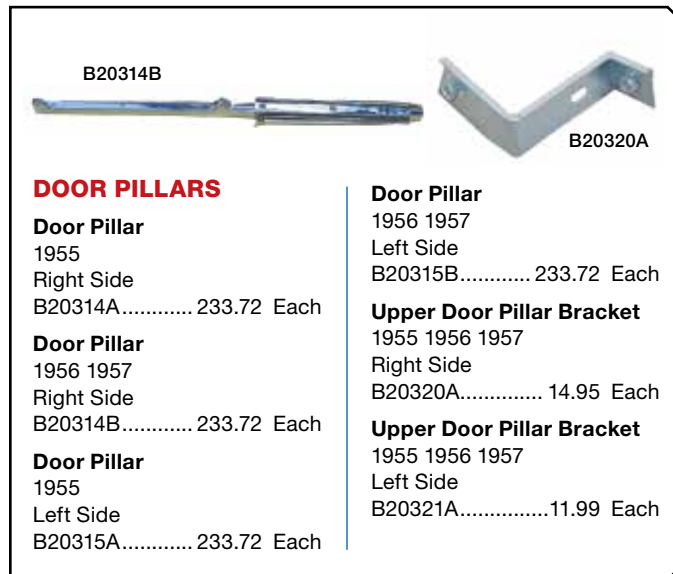 B20314B
B20320A
DOOR PILLARS
Door Pillar
1955
Right Side
B20314A............ 233.72 Each
Door Pillar
1956 1957
Right Side
B20314B............ 233.72 Each
Door Pillar
1955
Left Side
B20315A............ 233.72 Each
Door Pillar
1956 1957
Left Side
B20315B............ 233.72 Each
Upper Door Pillar Bracket
1955 1956 1957
Right Side
B20320A.............. 14.95 Each
Upper Door Pillar Bracket
1955 1956 1957
Left Side
B20321A...............11.99 Each